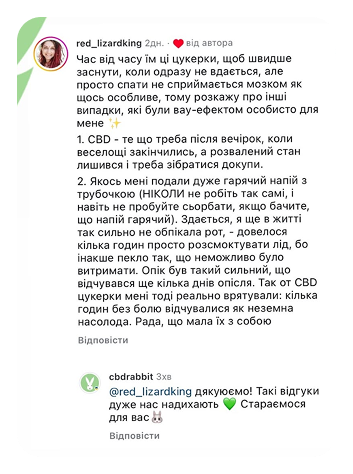 red_lizardking 2дн. · ❤️ від автора
Час від часу їм ці цукерки, щоб швидше
заснути, коли одразу не вдається, але
просто спати не сприймається мозком як
щось особливе, тому розкажу про інші
випадки, які були вау-ефектом особисто для
мене ✨
1. CBD - те що треба після вечірок, коли
веселощі закінчились, а розвалений стан
лишився і треба зібратися докупи.
2. Якось мені подали дуже гарячий напій з
трубочкою (НІКОЛИ не робіть так самі, і
навіть не пробуйте сьорбати, якщо бачите,
що напій гарячий). Здається, я ще в житті
так сильно не обпікала рот, - довелося
кілька годин просто розсмоктувати лід, бо
інакше пекло так, що неможливо було
витримати. Опік був такий сильний, що
відчувався ще кілька днів опісля. Так от CBD
цукерки мені тоді реально врятували: кілька
годин без болю відчувалися як неземна
насолода. Рада, що мала їх з собою
Відповісти
cbdrabbit 3хв
@red_lizardking дякуюємо! Такі відгуки
дуже нас надихають 💚 Стараємося
для вас🐰
Відповісти